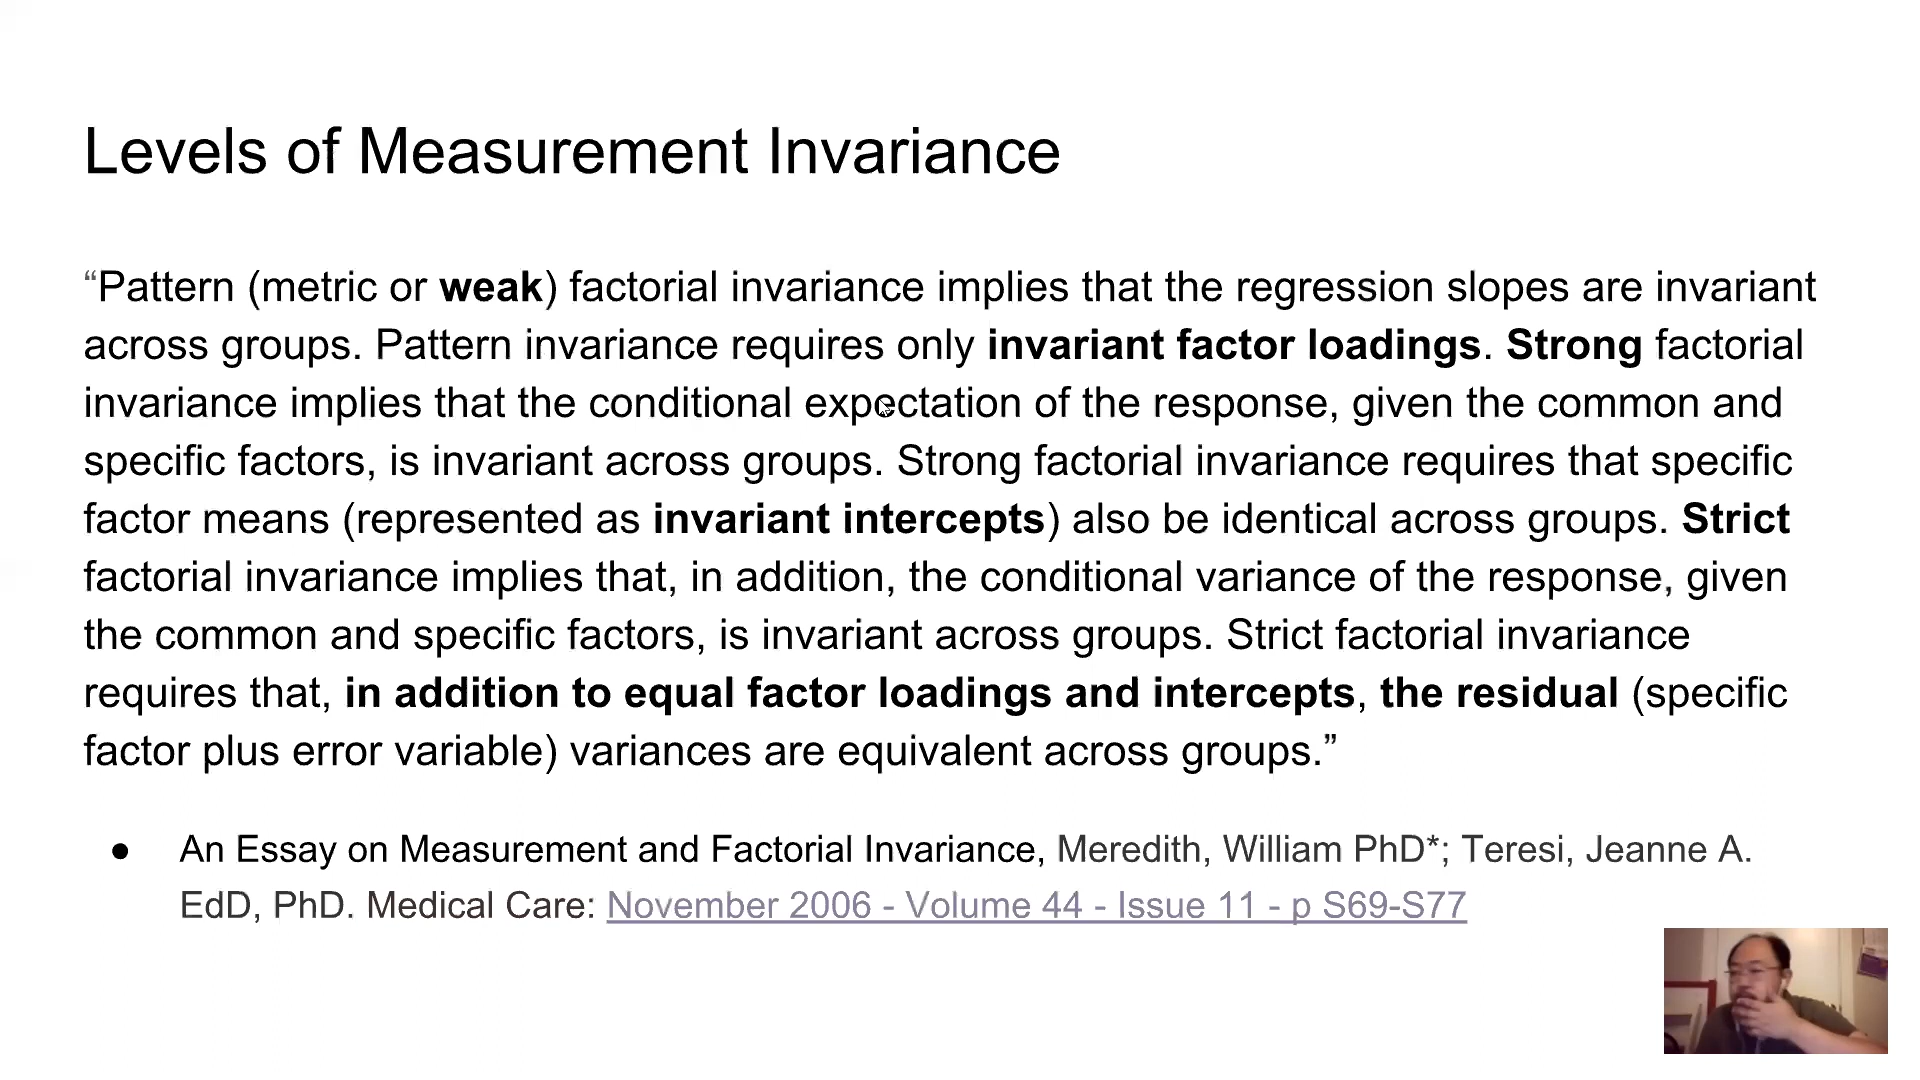 Levels of Measurement Invariance
“Pattern (metric or weak) factorial invariance implies that the regression slopes are invariant
across groups. Pattern invariance requires only invariant factor loadings. Strong factorial
invariance implies that the conditional expectation of the response, given the common and
specific factors, is invariant across groups. Strong factorial invariance requires that specific
factor means (represented as invariant intercepts) also be identical across groups. Strict
factorial invariance implies that, in addition, the conditional variance of the response, given
the common and specific factors, is invariant across groups. Strict factorial invariance
requires that, in addition to equal factor loadings and intercepts, the residual (specific
factor plus error variable) variances are equivalent across groups.”
● An Essay on Measurement and Factorial Invariance, Meredith, William PhD*; Teresi, Jeanne A.
EdD, PhD. Medical Care: November 2006 - Volume 44 - Issue 11 - p S69-S77